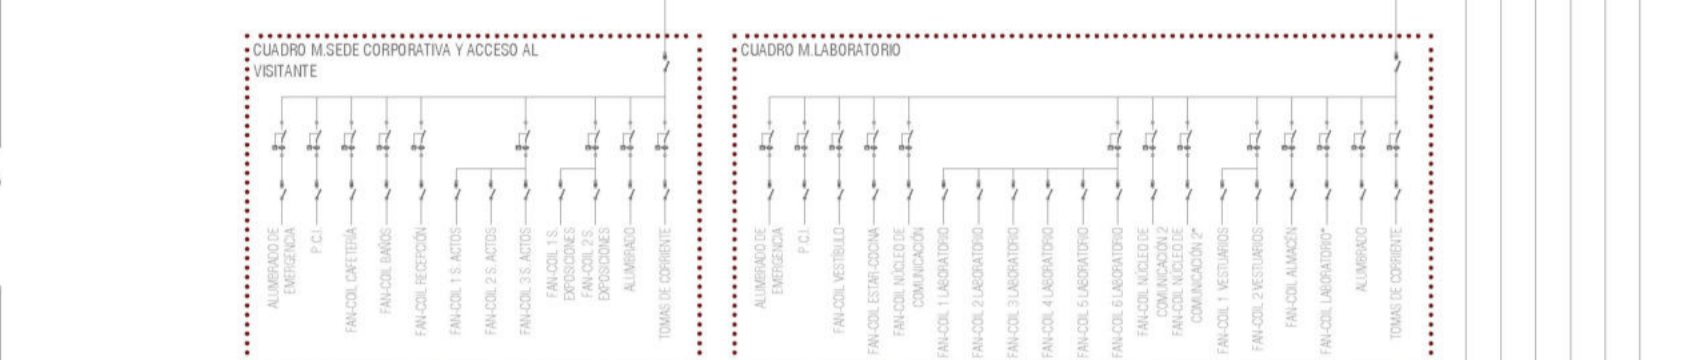 CUADRO M.SEDE CORPORATIVA Y ACCESO AL
VISITANTE
ALUMBRADO DE
EMERGENCIA
P.C.I.
FAN-COIL CAFETERÍA
FAN-COIL BAÑOS
FAN-COIL RECEPCIÓN
FAN-COIL 1 S. ACTOS
FAN-COIL 2 S. ACTOS
FAN-COIL 3 S. ACTOS
FAN-COIL 1 S.
EXPOSICIONES
FAN-COIL 2 S.
EXPOSICIONES
ALUMBRADO
TOMAS DE CORRIENTE
CUADRO M.LABORATORIO
ALUMBRADO DE
EMERGENCIA
P.C.I.
FAN-COIL VESTÍBULO
FAN-COIL ESTAR-COCINA
FAN-COIL NÚCLEO DE
COMUNICACIÓN
FAN-COIL 1 LABORATORIO
FAN-COIL 2 LABORATORIO
FAN-COIL 3 LABORATORIO
FAN-COIL 4 LABORATORIO
FAN-COIL 5 LABORATORIO
FAN-COIL 6 LABORATORIO
FAN-COIL NÚCLEO DE
COMUNICACIÓN 2
FAN-COIL NÚCLEO DE
COMUNICACIÓN 2*
FAN-COIL 1 VESTUARIOS
FAN-COIL 2 VESTUARIOS
FAN-COIL ALMACÉN
FAN-COIL LABORATORIO*
ALUMBRADO
TOMAS DE CORRIENTE